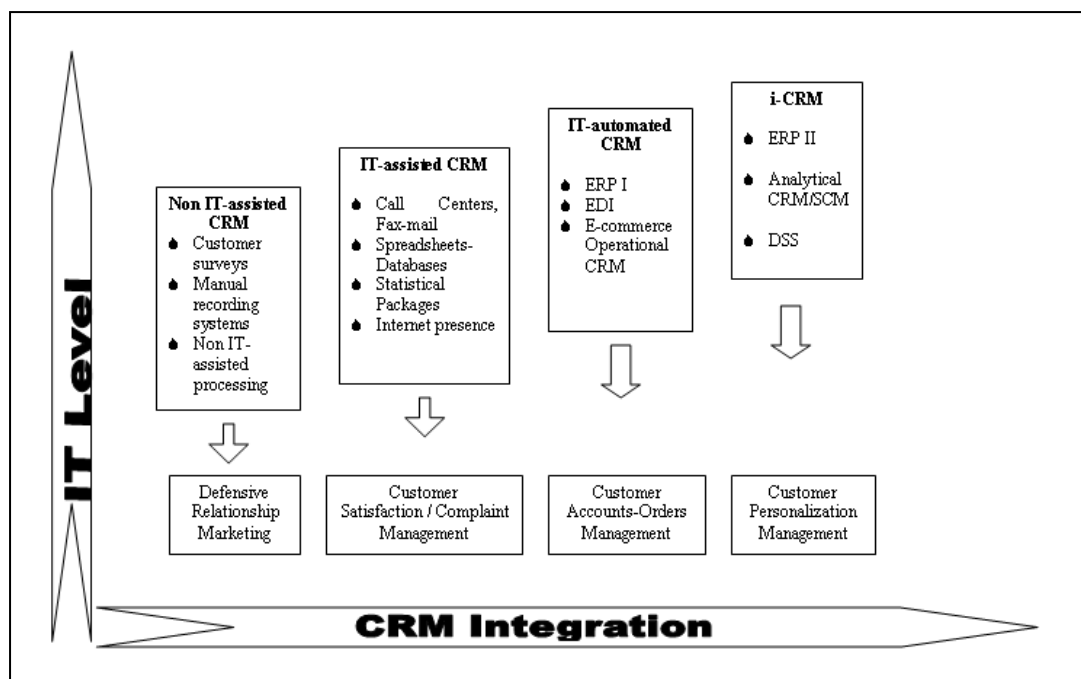 IT Level
Non IT-assisted
CRM
Customer
surveys
Manual
recording
systems
Non IT-
assisted
processing
Defensive
Relationship
Marketing
IT-assisted CRM
Call Centers,
Fax-mail
Spreadsheets-
Databases
Statistical
Packages
Internet presence
Customer
Satisfaction / Complaint
Management
IT-automated
CRM
ERP I
EDI
E-commerce
Operational
CRM
Customer
Accounts-Orders
Management
i-CRM
ERP II
Analytical
CRM/SCM
DSS
Customer
Personalization
Management
CRM Integration